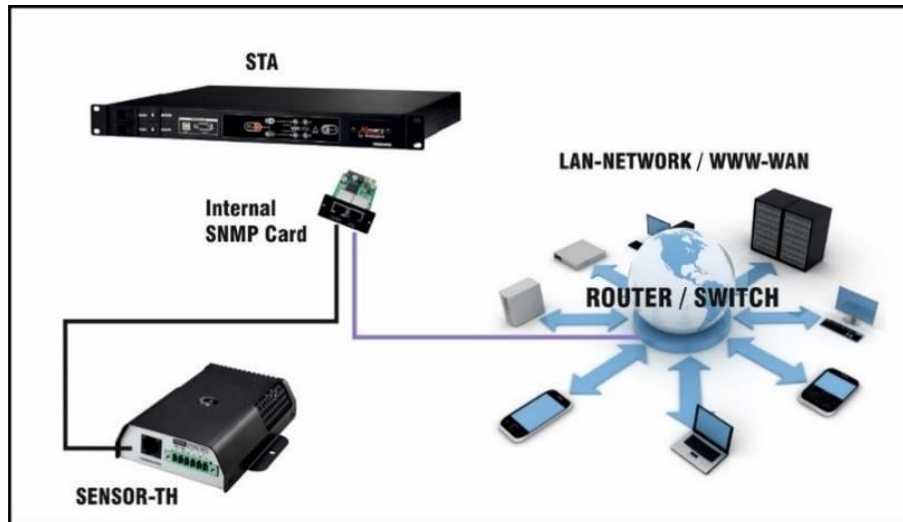 STA
LAN-NETWORK / WWW-WAN
Internal
SNMP Card
ROUTER / SWITCH
SENSOR-TH